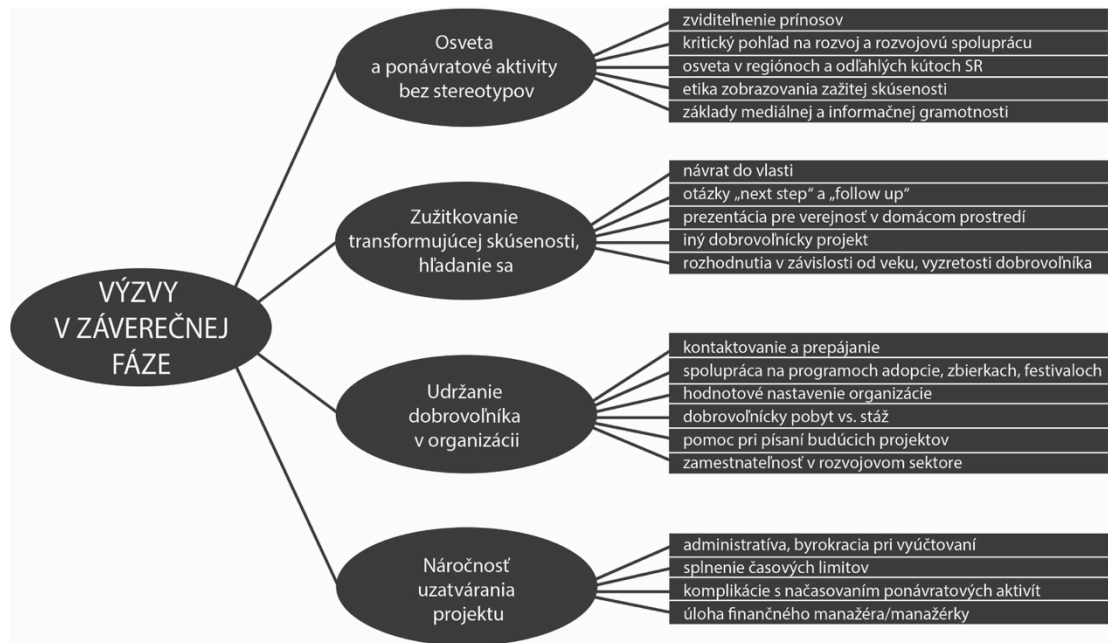 VÝZVY
V ZÁVEREČNEJ
FÁZE
Osveta
a ponávratové aktivity
bez stereotypov
zviditeľnenie prínosov
kritický pohľad na rozvoj a rozvojovú spoluprácu
osveta v regiónoch a odľahlých kútoch SR
etika zobrazovania zažitej skúsenosti
základy mediálnej a informačnej gramotnosti
Zužitkovanie
transformujúcej skúsenosti,
hľadanie sa
návrat do vlasti
otázky „next step“ a „follow up“
prezentácia pre verejnosť v domácom prostredí
iný dobrovoľnícky projekt
rozhodnutia v závislosti od veku, vyzretosti dobrovoľníka
Udržanie
dobrovoľníka
v organizácii
kontaktovanie a prepájanie
spolupráca na programoch adopcie, zbierkach, festivaloch
hodnotové nastavenie organizácie
dobrovoľnícky pobyt vs. stáž
pomoc pri písaní budúcich projektov
zamestnateľnosť v rozvojovom sektore
Náročnosť
uzatvárania
projektu
administratíva, byrokracia pri vyúčtovaní
splnenie časových limitov
komplikácie s načasovaním ponávratových aktivít
úloha finančného manažéra/manažérky